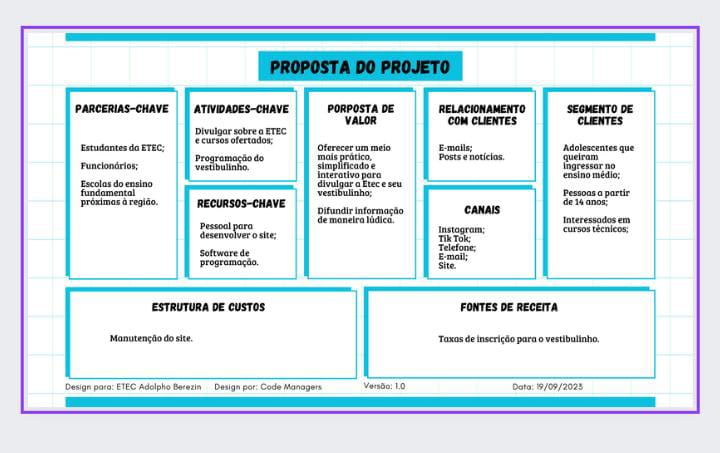 PROPOSTA DO PROJETO
PARCERIAS-CHAVE
Estudantes da ETEC;
Funcionários;
Escolas do ensino
fundamental
próximas à região.
ATIVIDADES-CHAVE
Divulgar sobre a ETEC
e cursos ofertados;
Programação do
vestibulinho.
RECURSOS-CHAVE
Pessoal para
desenvolver o site;
Software de
programação.
PORPOSTA DE
VALOR
Oferecer um meio
mais prático,
simplificado e
interativo para
divulgar a Etec e seu
vestibulinho;
Difundir informação
de maneira lúdica.
RELACIONAMENTO
COM CLIENTES
E-mails;
Posts e notícias.
CANAIS
Instagram;
Tik Tok;
Telefone;
E-mail;
Site.
SEGMENTO DE
CLIENTES
Adolescentes que
queiram
ingressar no
ensino médio;
Pessoas a partir
de 14 anos;
Interessados em
cursos técnicos;
ESTRUTURA DE CUSTOS
Manutenção do site.
FONTES DE RECEITA
Taxas de inscrição para o vestibulinho.
Design para: ETEC Adolpho Berezin
Design por: Code Managers
Versão: 1.0
Data: 19/09/2023